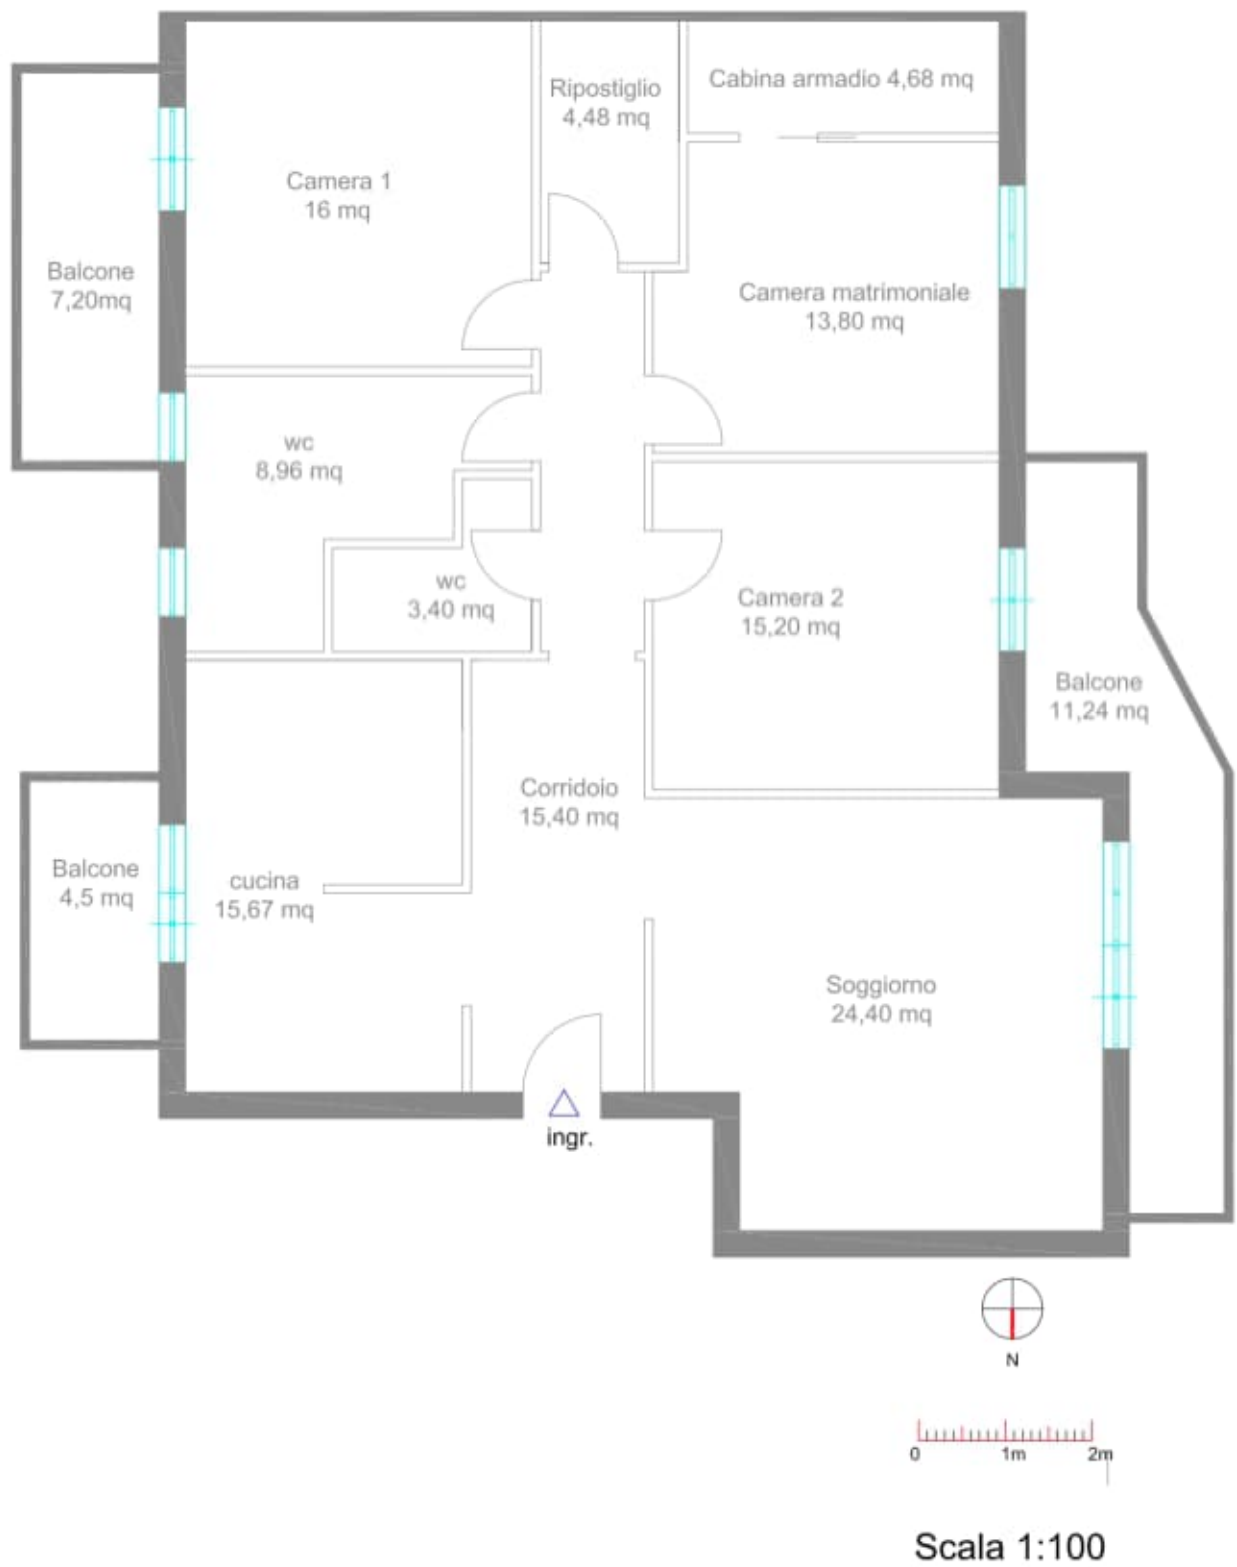 Ripostiglio
4,48 mq
Cabina armadio 4,68 mq
Camera 1
16 mq
Balcone
7,20mq
Camera matrimoniale
13,80 mq
wc
8,96 mq
wc
3,40 mq
Camera 2
15,20 mq
Balcone
11,24 mq
Corridoio
15,40 mq
Balcone
4,5 mq
cucina
15,67 mq
Soggiorno
24,40 mq
ingr.
N
0 1m 2m
Scala 1:100